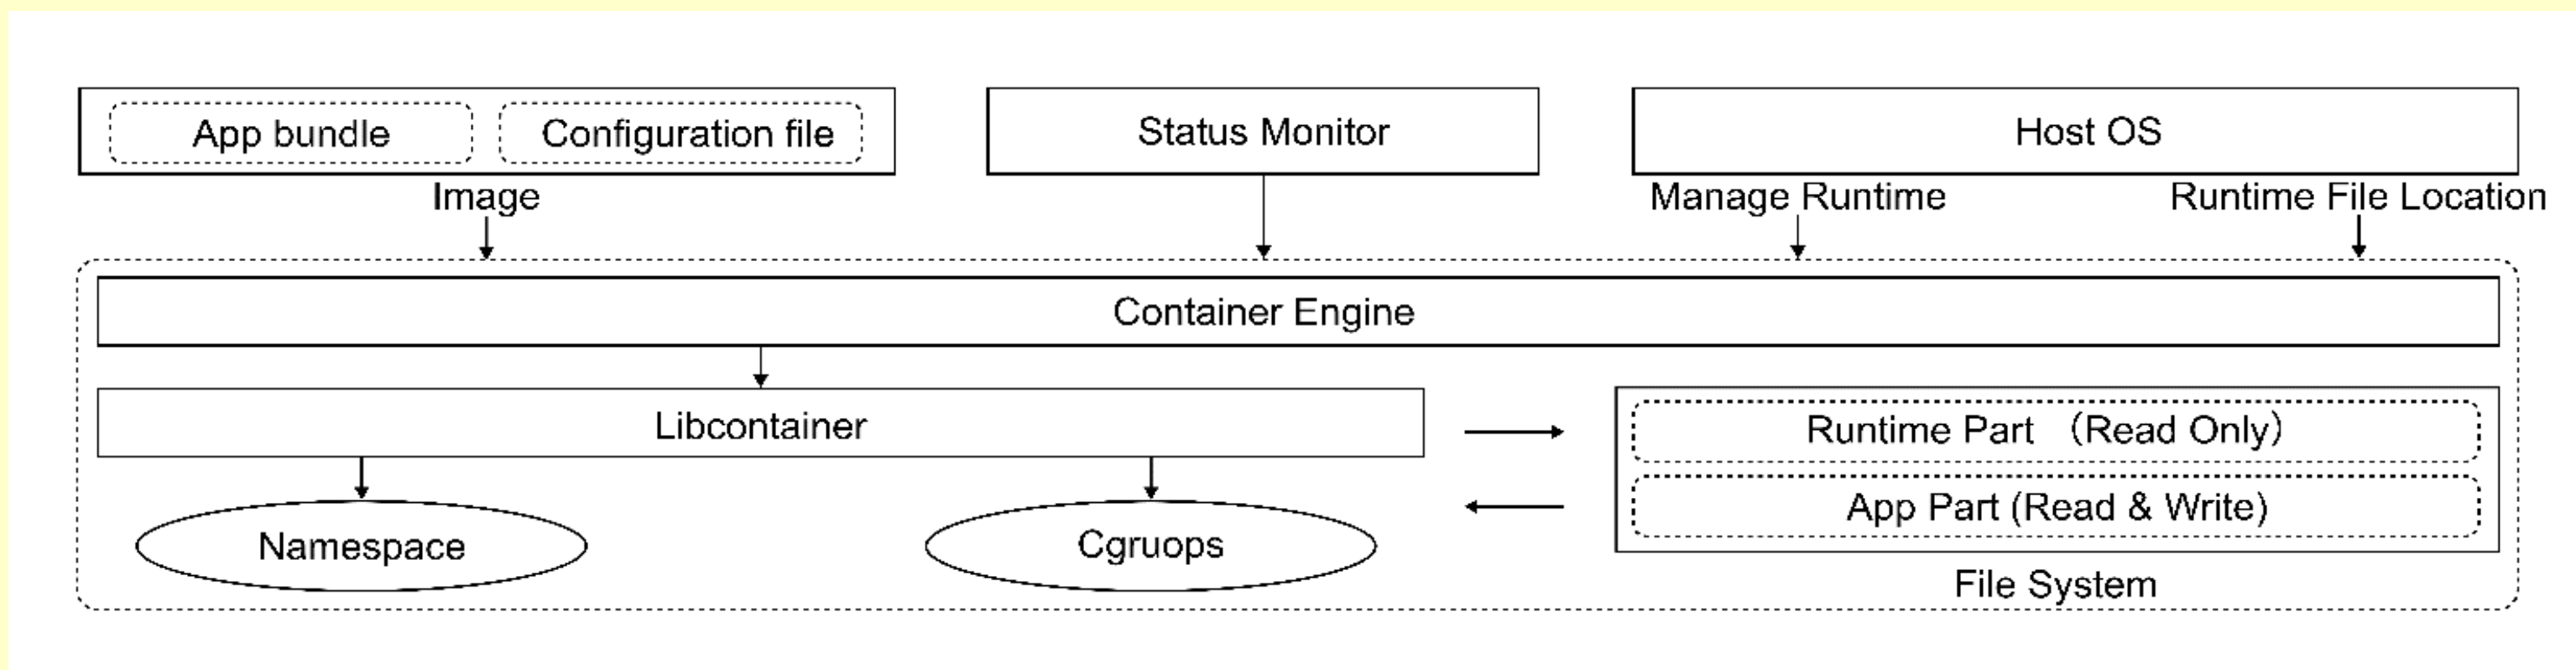 App bundle
Configuration file
Status Monitor
Host OS
Image
Manage Runtime
Runtime File Location
Container Engine
Libcontainer
Runtime Part （Read Only）
App Part (Read & Write)
Namespace
Cgruops
File System